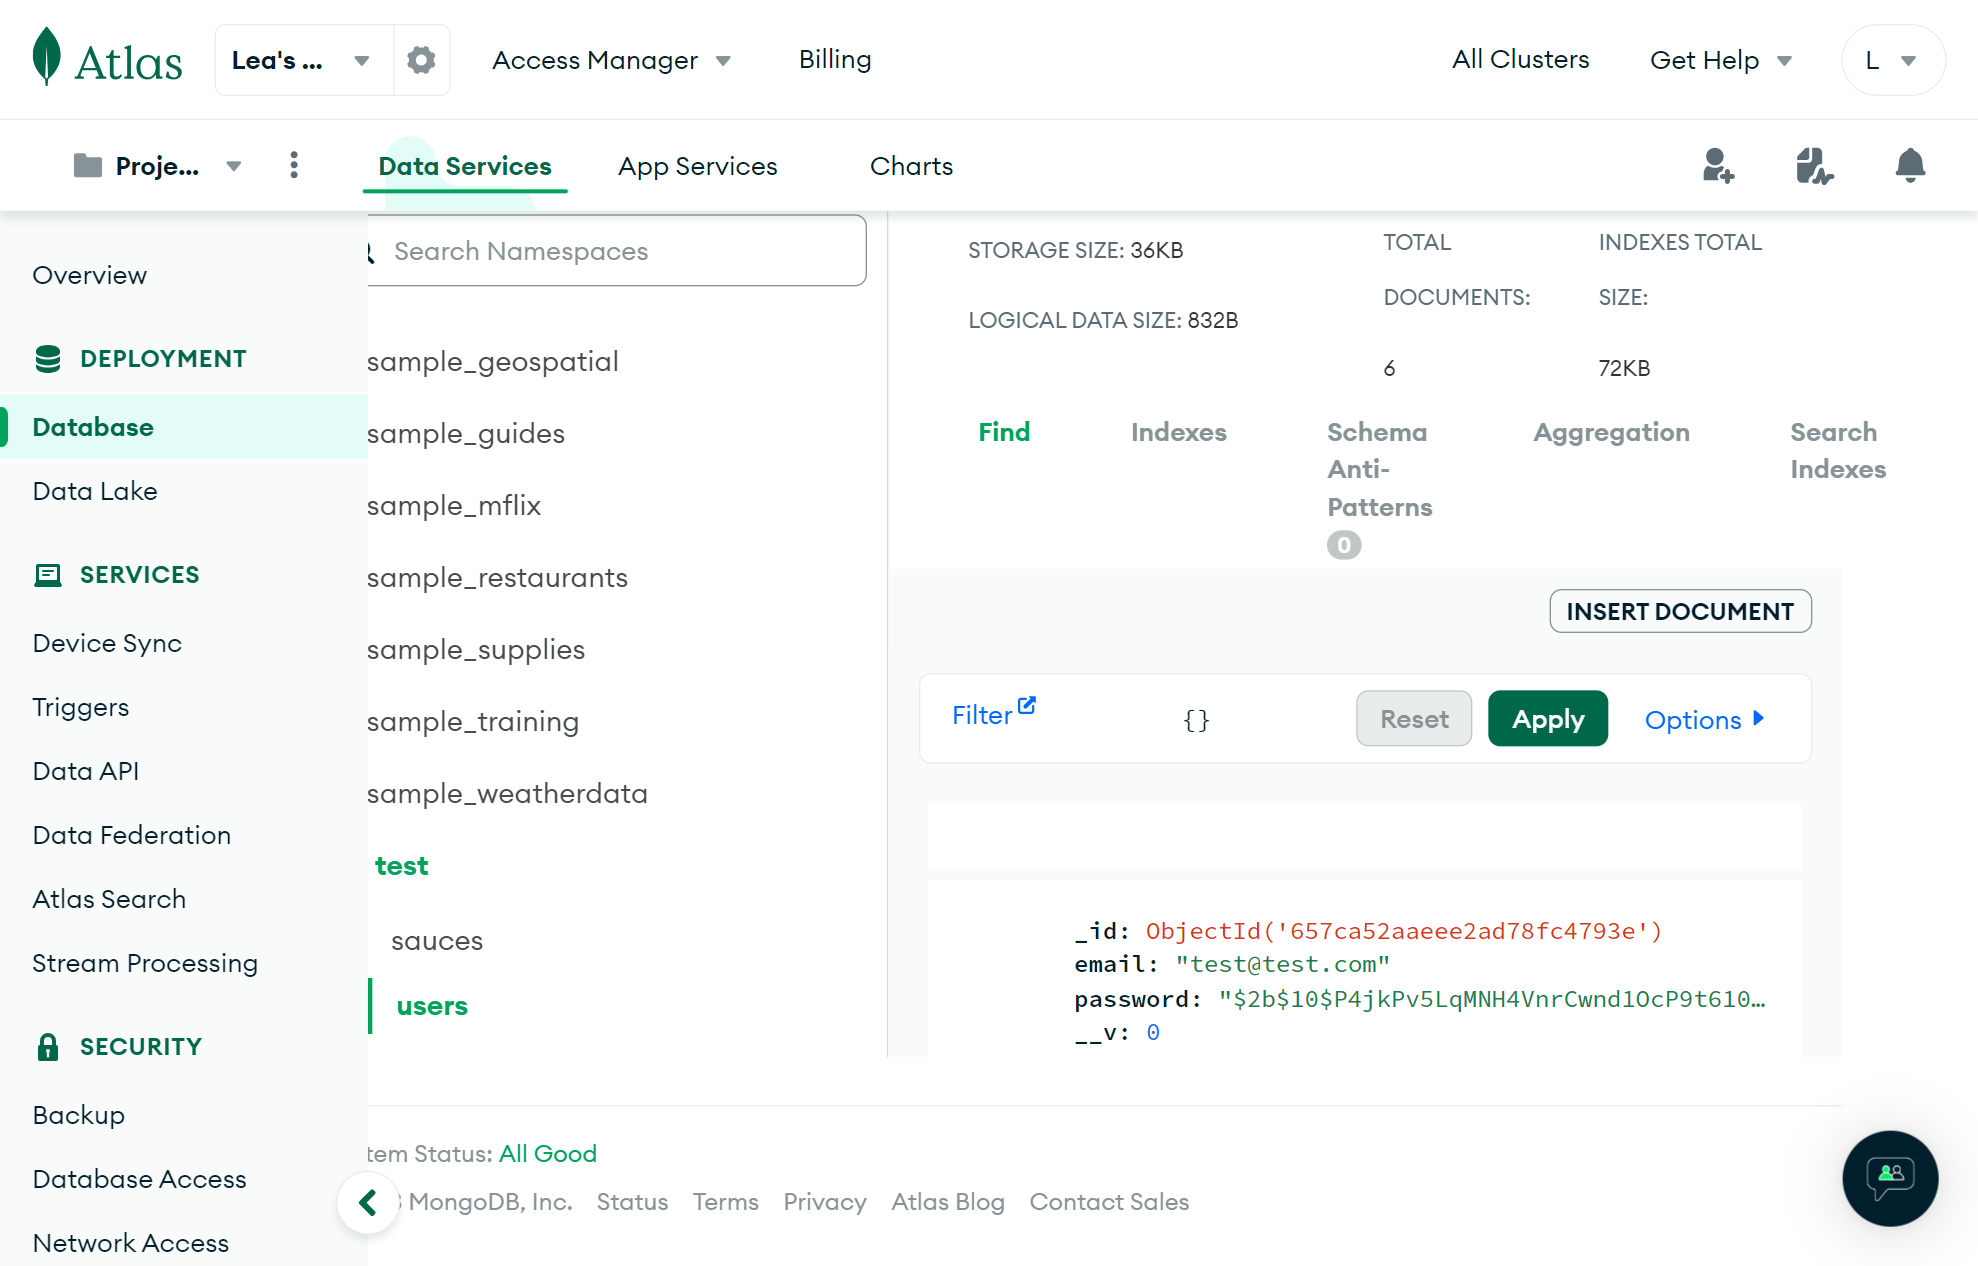 Atlas
Lea's ...
Access Manager
Billing
All Clusters
Get Help
L
Proje...
Data Services
App Services
Charts
Overview
DEPLOYMENT
Database
Data Lake
SERVICES
Device Sync
Triggers
Data API
Data Federation
Atlas Search
Stream Processing
SECURITY
Backup
Database Access
Network Access
Search Namespaces
sample_geospatial
sample_guides
sample_mflix
sample_restaurants
sample_supplies
sample_training
sample_weatherdata
test
sauces
users
STORAGE SIZE: 36KB
LOGICAL DATA SIZE: 832B
TOTAL
DOCUMENTS:
6
INDEXES TOTAL
SIZE:
72KB
Find
Indexes
Schema
Anti-
Patterns
0
Aggregation
Search
Indexes
INSERT DOCUMENT
Filter
{}
Reset
Apply
Options
_id: ObjectId('657ca52aaeee2ad78fc4793e')
email: "test@test.com"
password: "$2b$10$P4jkPv5LqMNH4VnrCwnd1OcP9t610…
__v: 0
tem Status: All Good
MongoDB, Inc.
Status
Terms
Privacy
Atlas Blog
Contact Sales